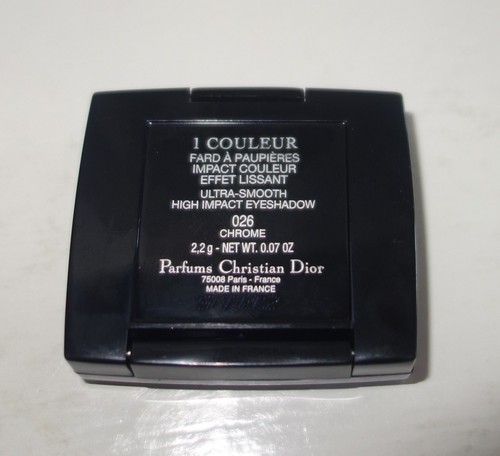 1 COULEUR
FARD À PAUPIÈRES
IMPACT COULEUR
EFFET LISSANT
ULTRA-SMOOTH
HIGH IMPACT EYESHADOW
026
CHROME
2,2 g - NET WT. 0.07 OZ
Parfums Christian Dior
75008 Paris - France
MADE IN FRANCE